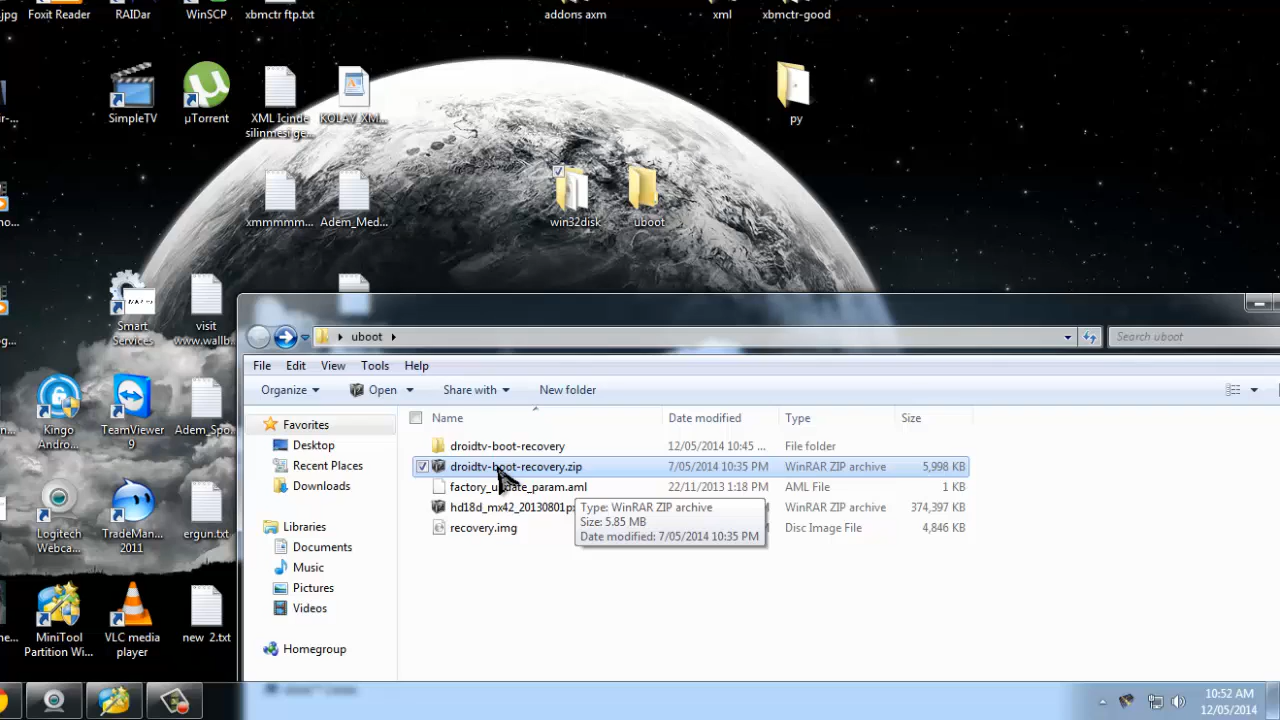 .jpg
Foxit Reader
RAIDar
WinSCP
xbmctr ftp.txt
addons axm
xml
xbmctr-good
ir-...
SimpleTV
µTorrent
XML Icinde silinmesi ge...
KOLAY_XM...
py
xmmmmm...
Adem_Med...
win32disk
uboot
no...
Smart Services
visit www.wallb...
g...
uboot
Search uboot
File Edit View Tools Help
Organize Open Share with New folder
Name Date modified Type Size
Favorites
Desktop
Recent Places
Downloads
Libraries
Documents
Music
Pictures
Videos
Homegroup
droidtv-boot-recovery 12/05/2014 10:45 ... File folder
droidtv-boot-recovery.zip 7/05/2014 10:35 PM WinRAR ZIP archive 5,998 KB
factory_update_param.aml 22/11/2013 1:18 PM AML File 1 KB
hd18d_mx42_20130801p WinRAR ZIP archive 374,397 KB
recovery.img Disc Image File 4,846 KB
Type: WinRAR ZIP archive
Size: 5.85 MB
Date modified: 7/05/2014 10:35 PM
Kingo Andro...
TeamViewer 9
Adem_Spo...
Logitech Webca...
TradeMan... 2011
ergun.txt
ne...
MiniTool Partition Wi...
VLC media player
new 2.txt
10:52 AM
12/05/2014